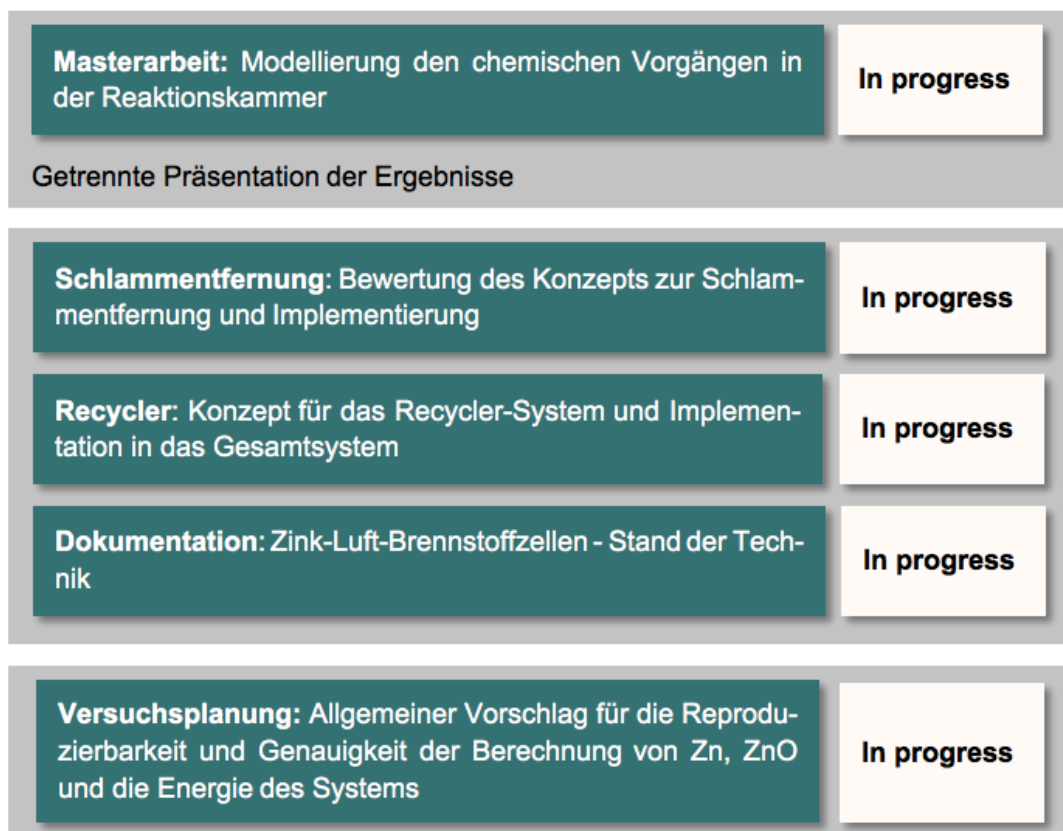 Masterarbeit: Modellierung den chemischen Vorgängen in
der Reaktionskammer
In progress
Getrennte Präsentation der Ergebnisse
Schlammentfernung: Bewertung des Konzepts zur Schlam-
mentfernung und Implementierung
In progress
Recycler: Konzept für das Recycler-System und Implemen-
tation in das Gesamtsystem
In progress
Dokumentation: Zink-Luft-Brennstoffzellen - Stand der Tech-
nik
In progress
Versuchsplanung: Allgemeiner Vorschlag für die Reprodu-
zierbarkeit und Genauigkeit der Berechnung von Zn, ZnO
und die Energie des Systems
In progress